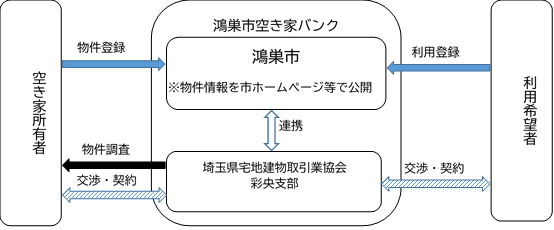 鴻巣市空き家バンク
物件登録
鴻巣市
利用登録
※物件情報を市ホームページ等で公開
空き家所有者
利用希望者
連携
物件調査
埼玉県宅地建物取引業協会
彩央支部
交渉・契約
交渉・契約